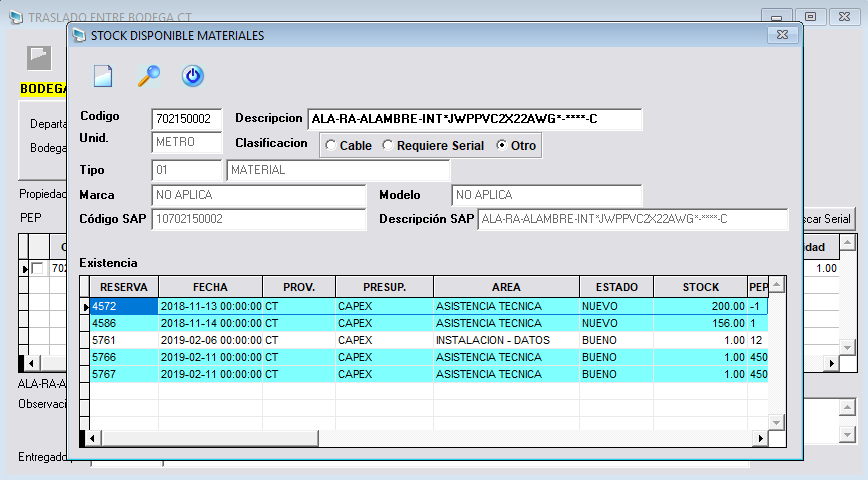 TRASLADO ENTRE BODEGA CT
STOCK DISPONIBLE MATERIALES
BODEGA
Codigo 702150002 Descripcion ALA-RA-ALAMBRE-INT*JWPPVC2X22AWG*-****-C
Departa
Unid. METRO Clasificacion Cable Requiere Serial Otro
Bodega
Tipo 01 MATERIAL
Propiedad
Marca NO APLICA Modelo NO APLICA
PEP
Código SAP 10702150002 Descripción SAP ALA-RA-ALAMBRE-INT*JWPPVC2X22AWG*-****-C
scar Serial
C
idad
Existencia
702
1.00
RESERVA FECHA PROV. PRESUP. AREA ESTADO STOCK PEP
4572 2018-11-13 00:00:00 CT CAPEX ASISTENCIA TECNICA NUEVO 200.00 -1
4586 2018-11-14 00:00:00 CT CAPEX ASISTENCIA TECNICA NUEVO 156.00 1
5761 2019-02-06 00:00:00 CT CAPEX INSTALACION - DATOS BUENO 1.00 12
5766 2019-02-11 00:00:00 CT CAPEX ASISTENCIA TECNICA BUENO 1.00 450
5767 2019-02-11 00:00:00 CT CAPEX ASISTENCIA TECNICA BUENO 1.00 450
ALA-RA-A
Observaci
Entregado